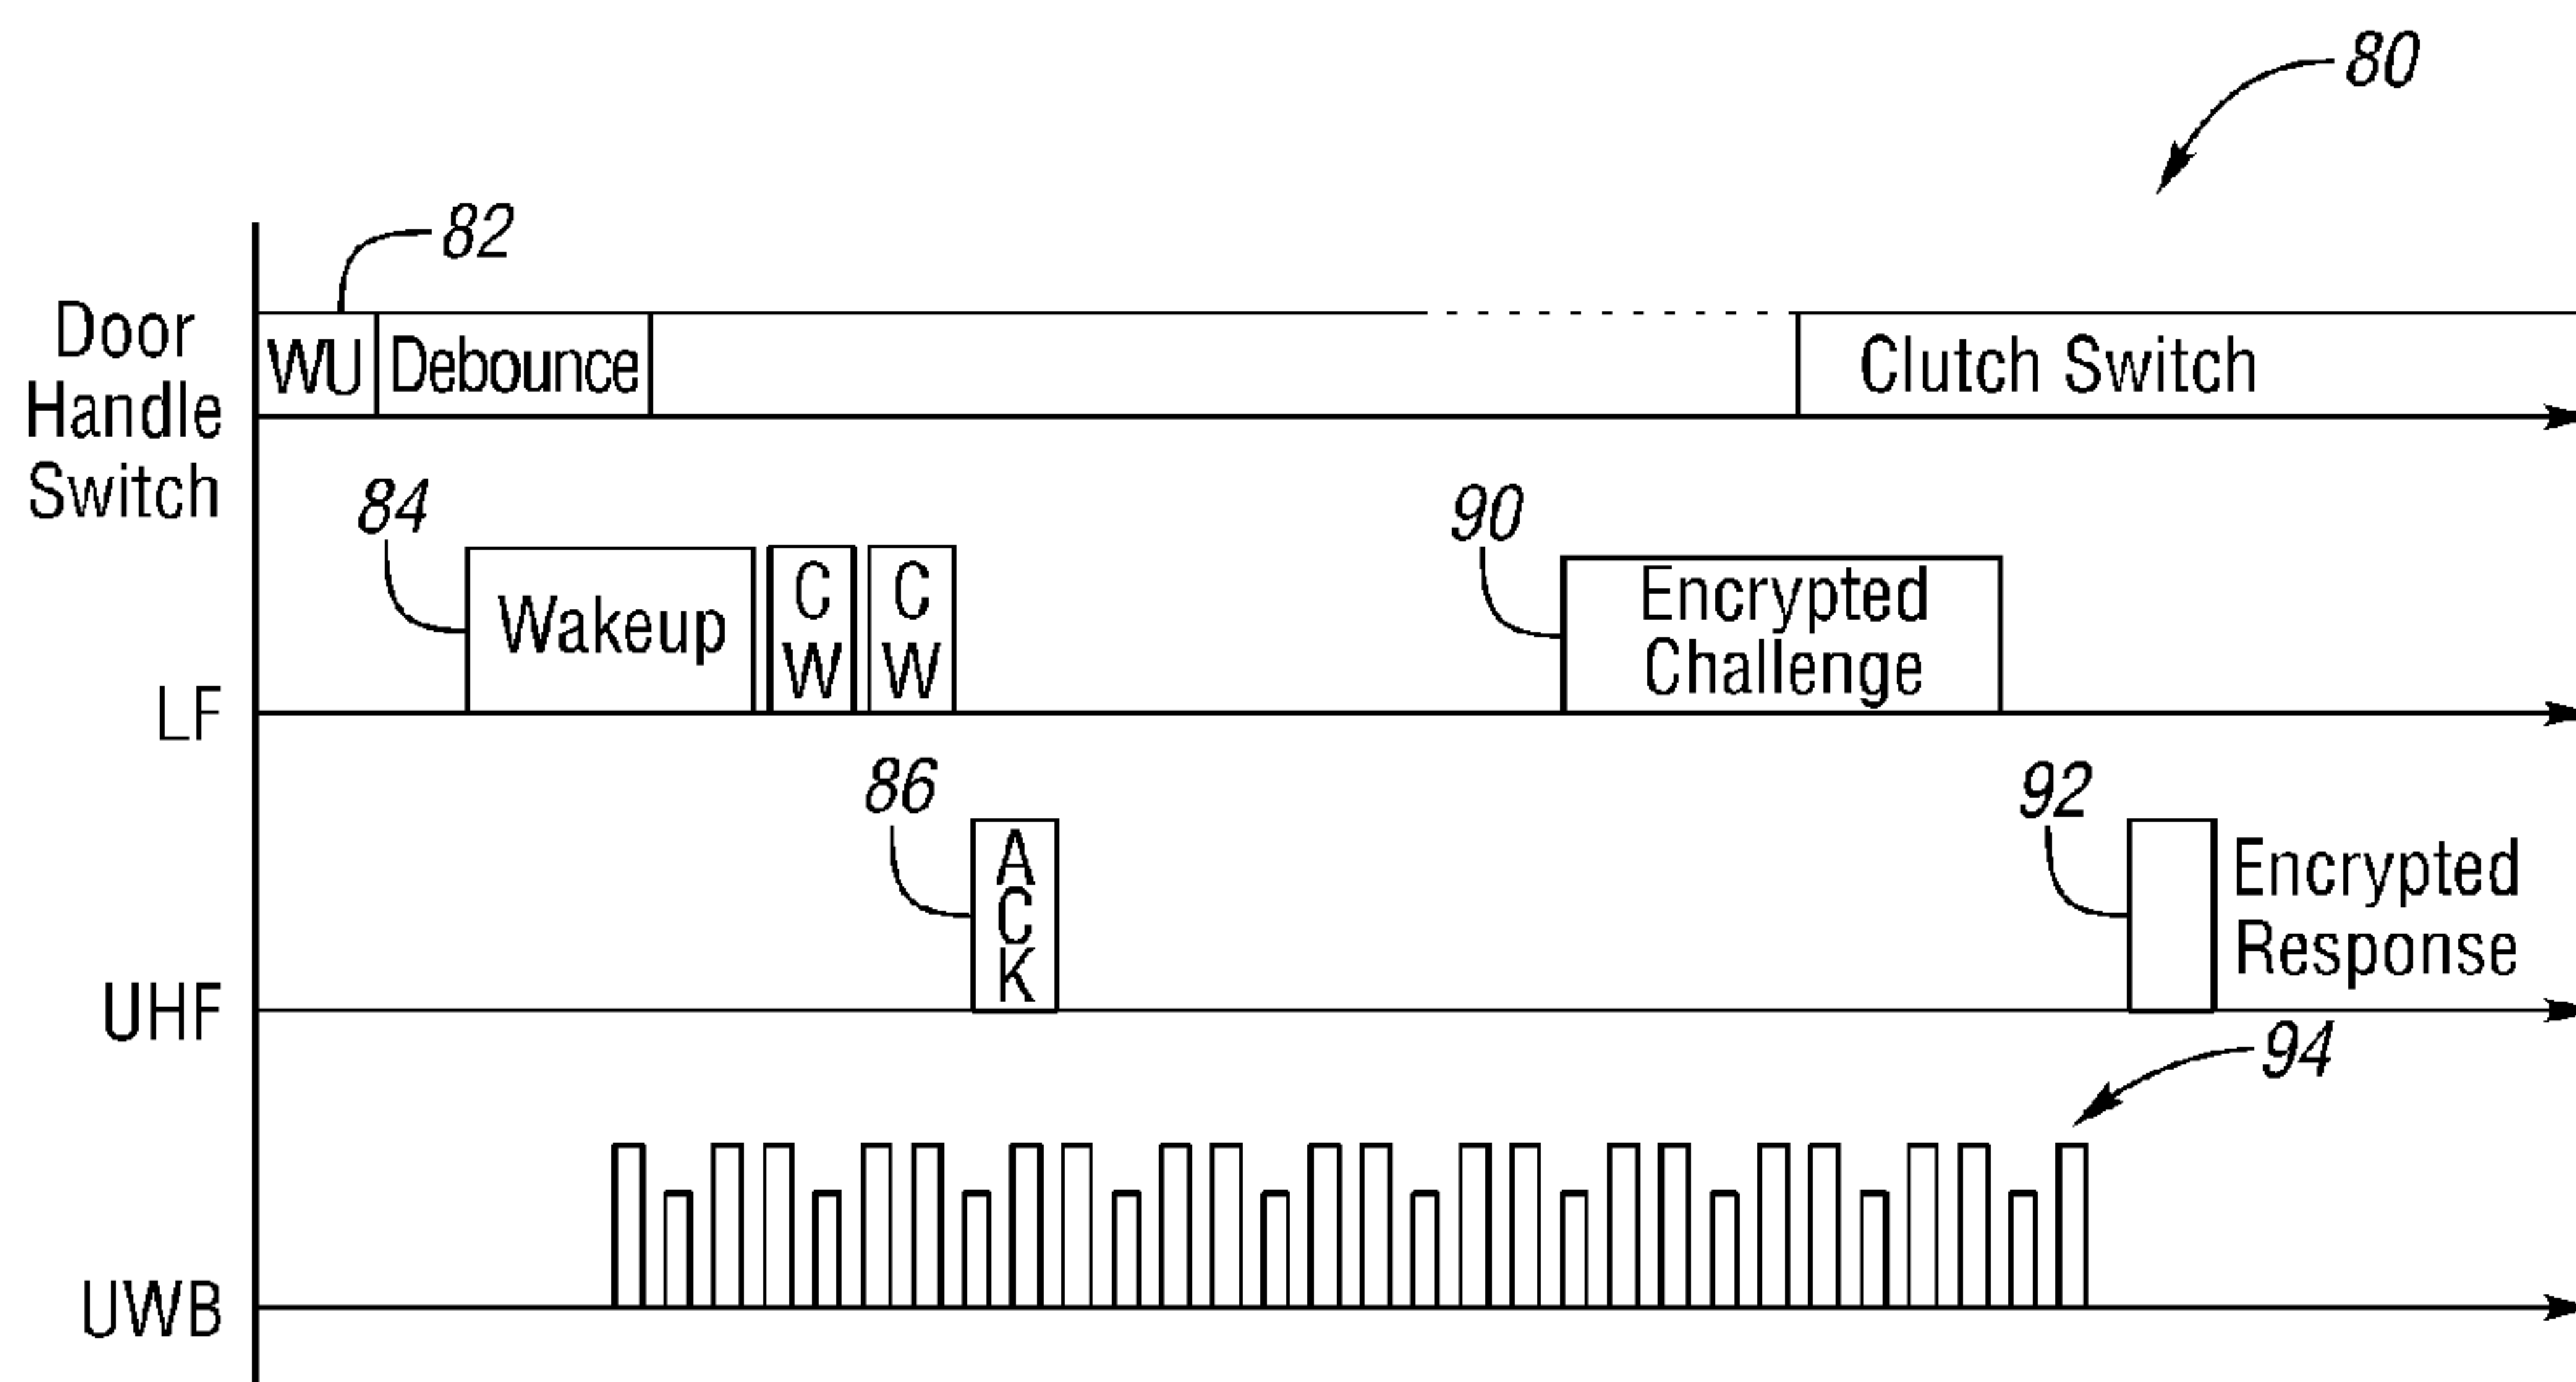 80
82
Door
Handle
Switch
WU
Debounce
Clutch Switch
84
90
Wakeup
C
W
C
W
Encrypted
Challenge
LF
86
92
A
C
K
Encrypted
Response
UHF
94
UWB